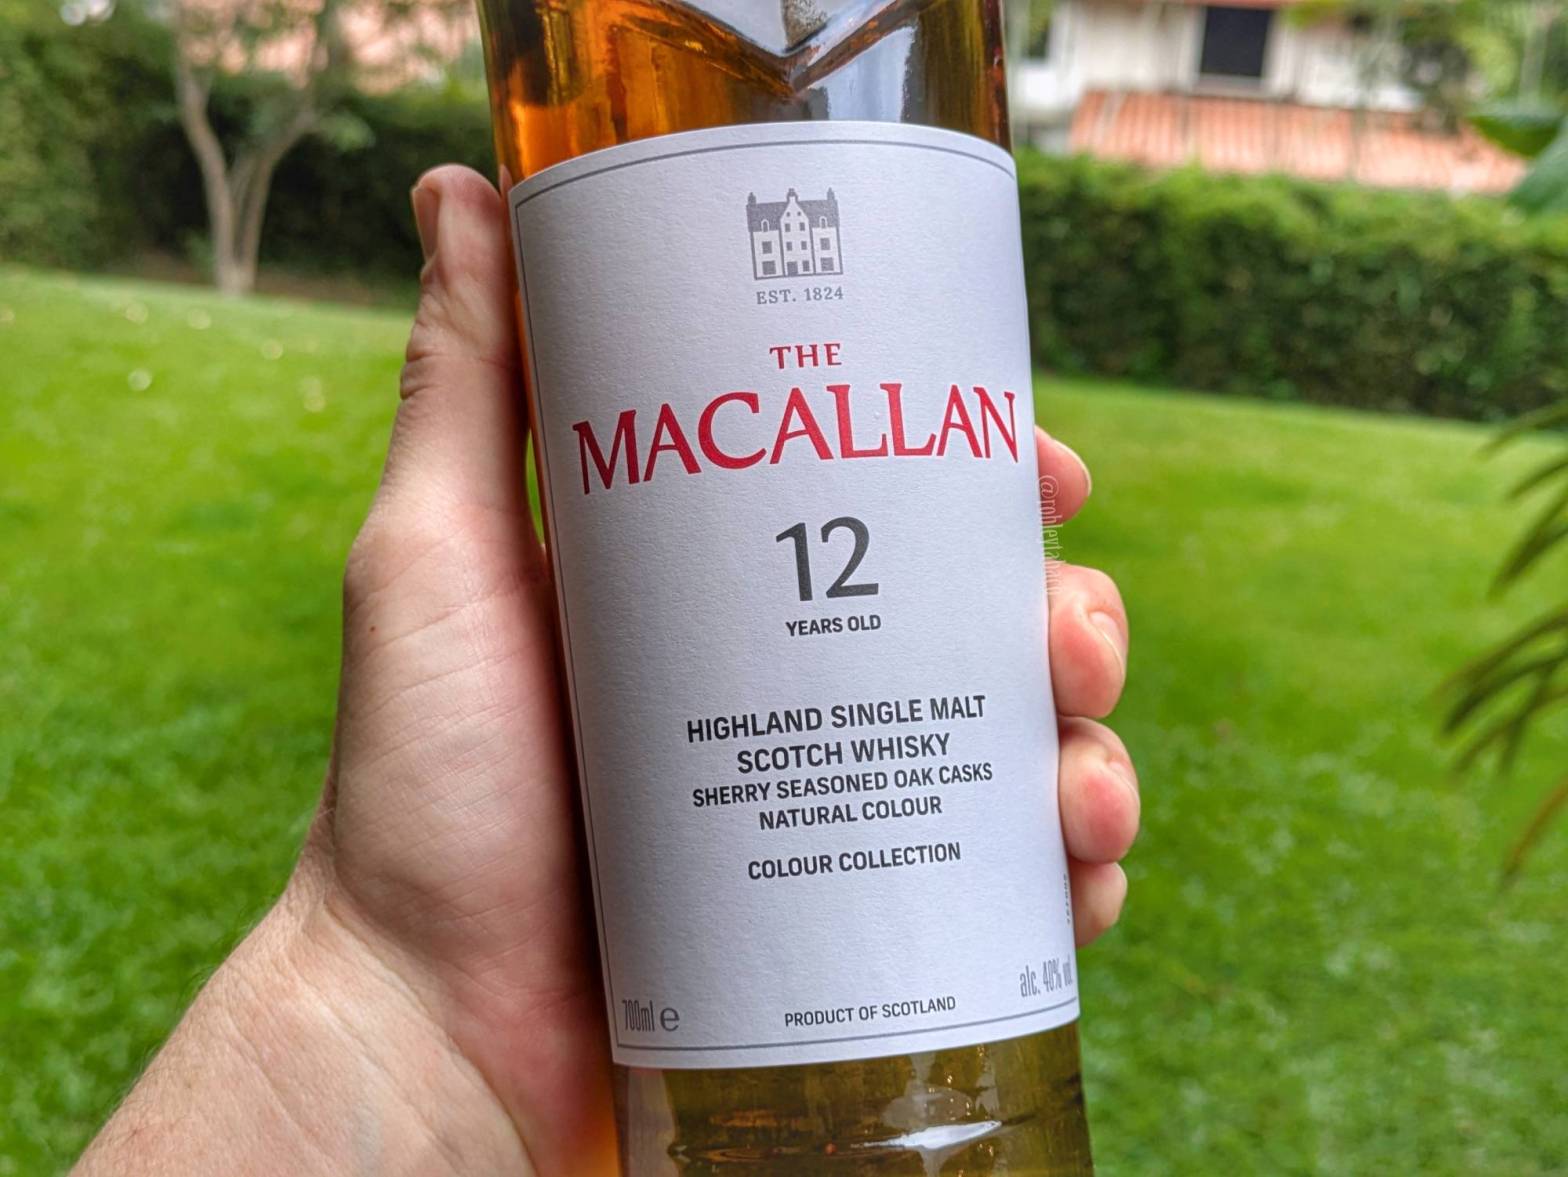 EST. 1824
THE
MACALLAN
12
YEARS OLD
HIGHLAND SINGLE MALT
SCOTCH WHISKY
SHERRY SEASONED OAK CASKS
NATURAL COLOUR
COLOUR COLLECTION
700ml e
PRODUCT OF SCOTLAND
alc. 40% vol